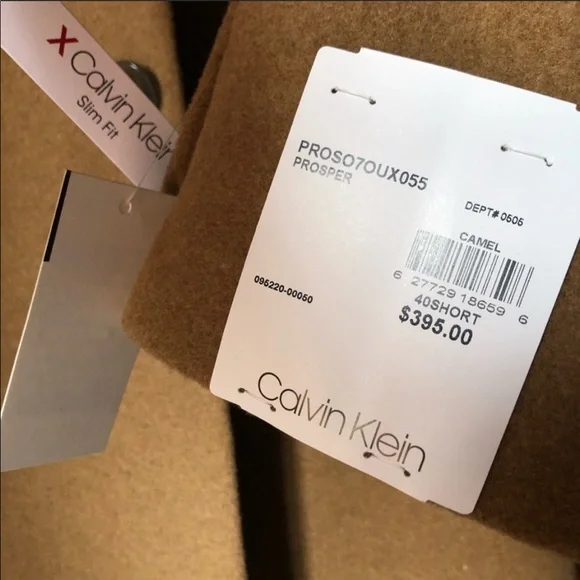 X Calvin Klein
Slim Fit
PROSO7OUX055
PROSPER
DEPT# 0505
CAMEL
6 27729 18659 6
095220-00050
40SHORT
$395.00
Calvin Klein